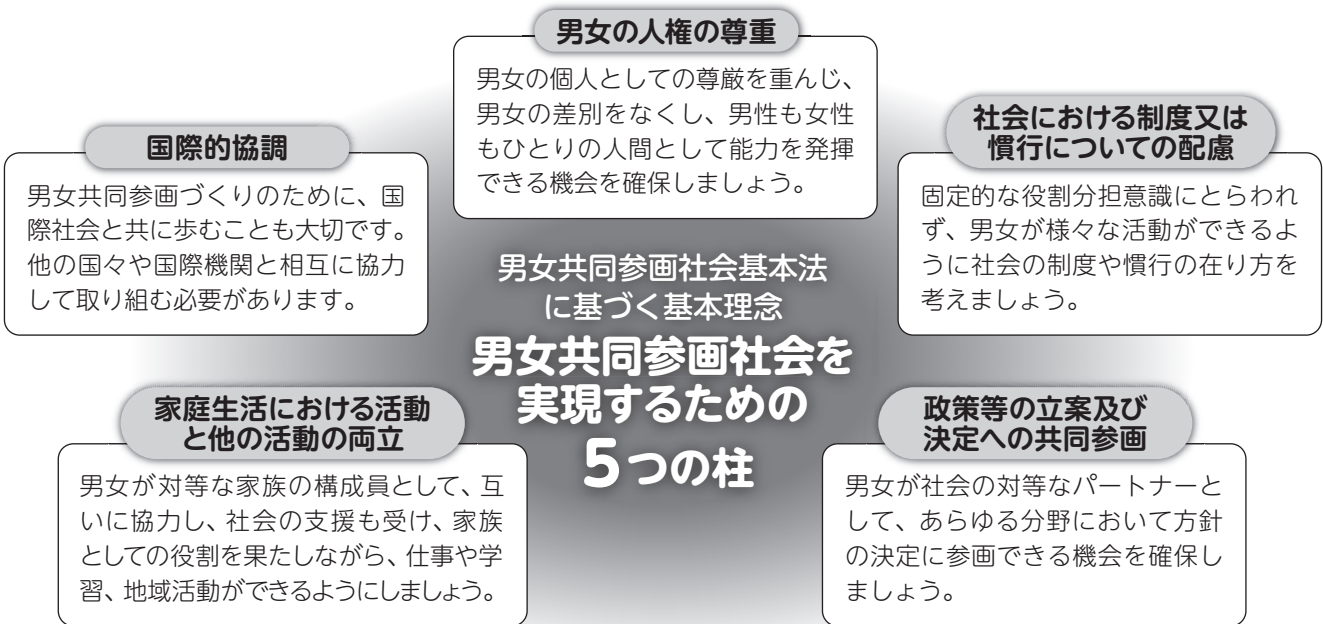 男女共同参画社会基本法
に基づく基本理念
男女共同参画社会を
実現するための
5つの柱
男女の人権の尊重
男女の個人としての尊厳を重んじ、
男女の差別をなくし、男性も女性
もひとりの人間として能力を発揮
できる機会を確保しましょう。
社会における制度又は
慣行についての配慮
固定的な役割分担意識にとらわれ
ず、男女が様々な活動ができるよ
うに社会の制度や慣行の在り方を
考えましょう。
政策等の立案及び
決定への共同参画
男女が社会の対等なパートナーと
して、あらゆる分野において方針
の決定に参画できる機会を確保し
ましょう。
家庭生活における活動
と他の活動の両立
男女が対等な家族の構成員として、互
いに協力し、社会の支援も受け、家族
としての役割を果たしながら、仕事や学
習、地域活動ができるようにしましょう。
国際的協調
男女共同参画づくりのために、国
際社会と共に歩むことも大切です。
他の国々や国際機関と相互に協力
して取り組む必要があります。